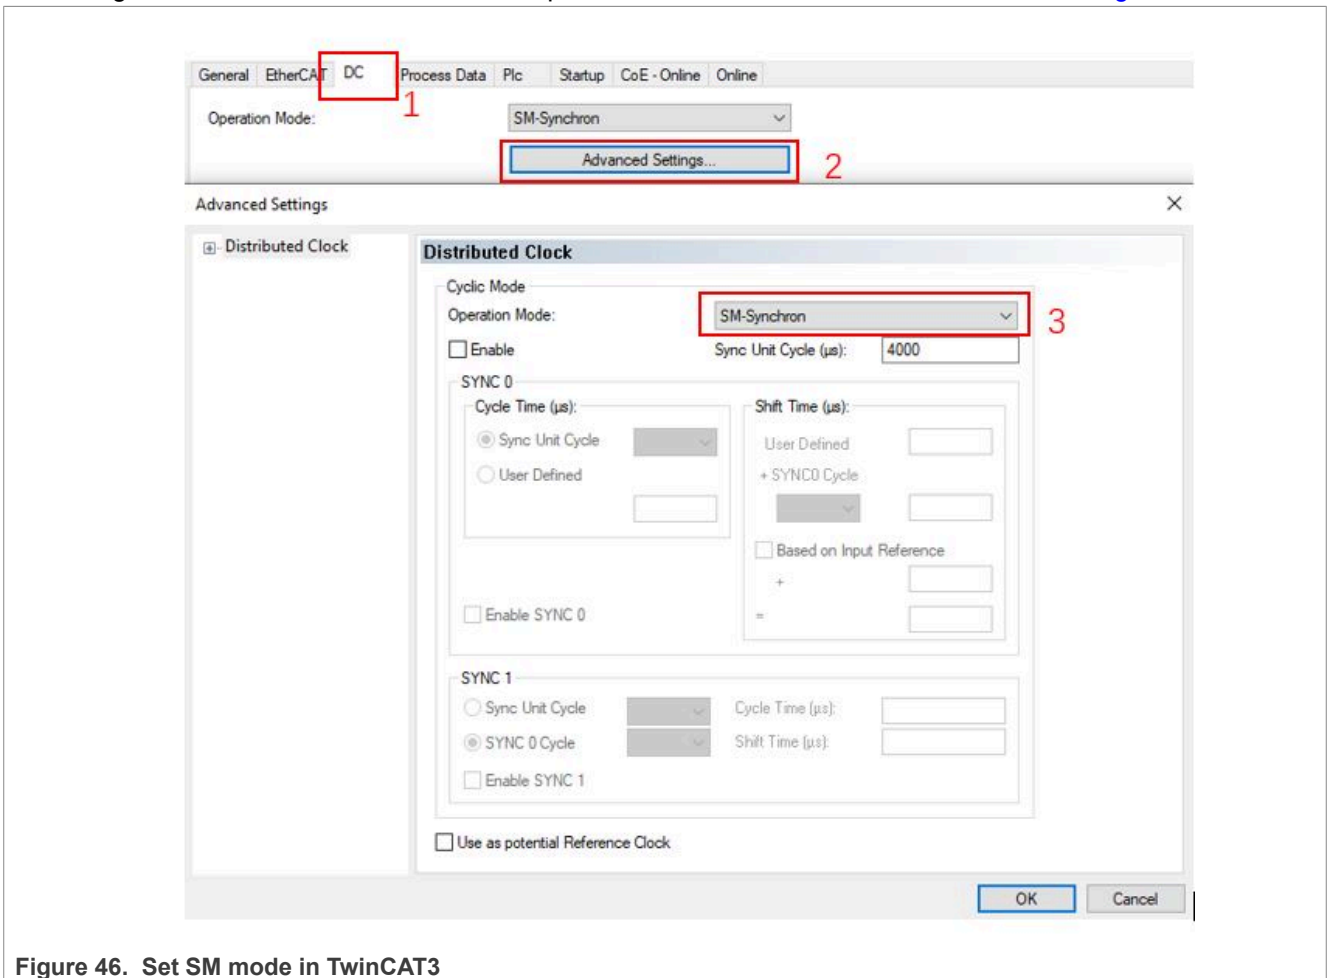 General EtherCAT DC Process Data Plc Startup CoE - Online Online
1
Operation Mode: SM-Synchron
Advanced Settings... 2
Advanced Settings
Distributed Clock
Distributed Clock
Cyclic Mode
Operation Mode: SM-Synchron 3
Enable Sync Unit Cycle (µs): 4000
SYNC 0
Cycle Time (µs): Shift Time (µs):
Sync Unit Cycle User Defined
User Defined + SYNC0 Cycle
Based on Input Reference
+
Enable SYNC 0 =
SYNC 1
Sync Unit Cycle Cycle Time (µs):
SYNC 0 Cycle Shift Time (µs):
Enable SYNC 1
Use as potential Reference Clock
OK Cancel
Figure 46. Set SM mode in TwinCAT3